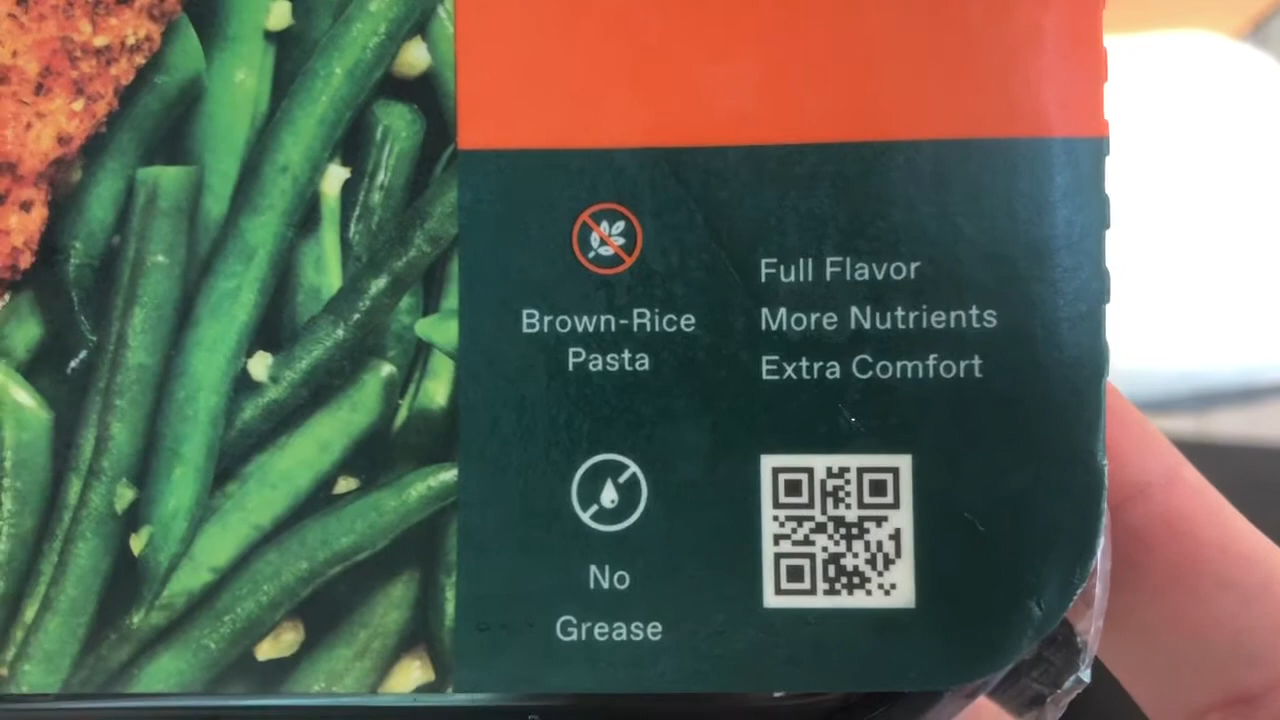 Brown-Rice
Pasta
No
Grease
Full Flavor
More Nutrients
Extra Comfort